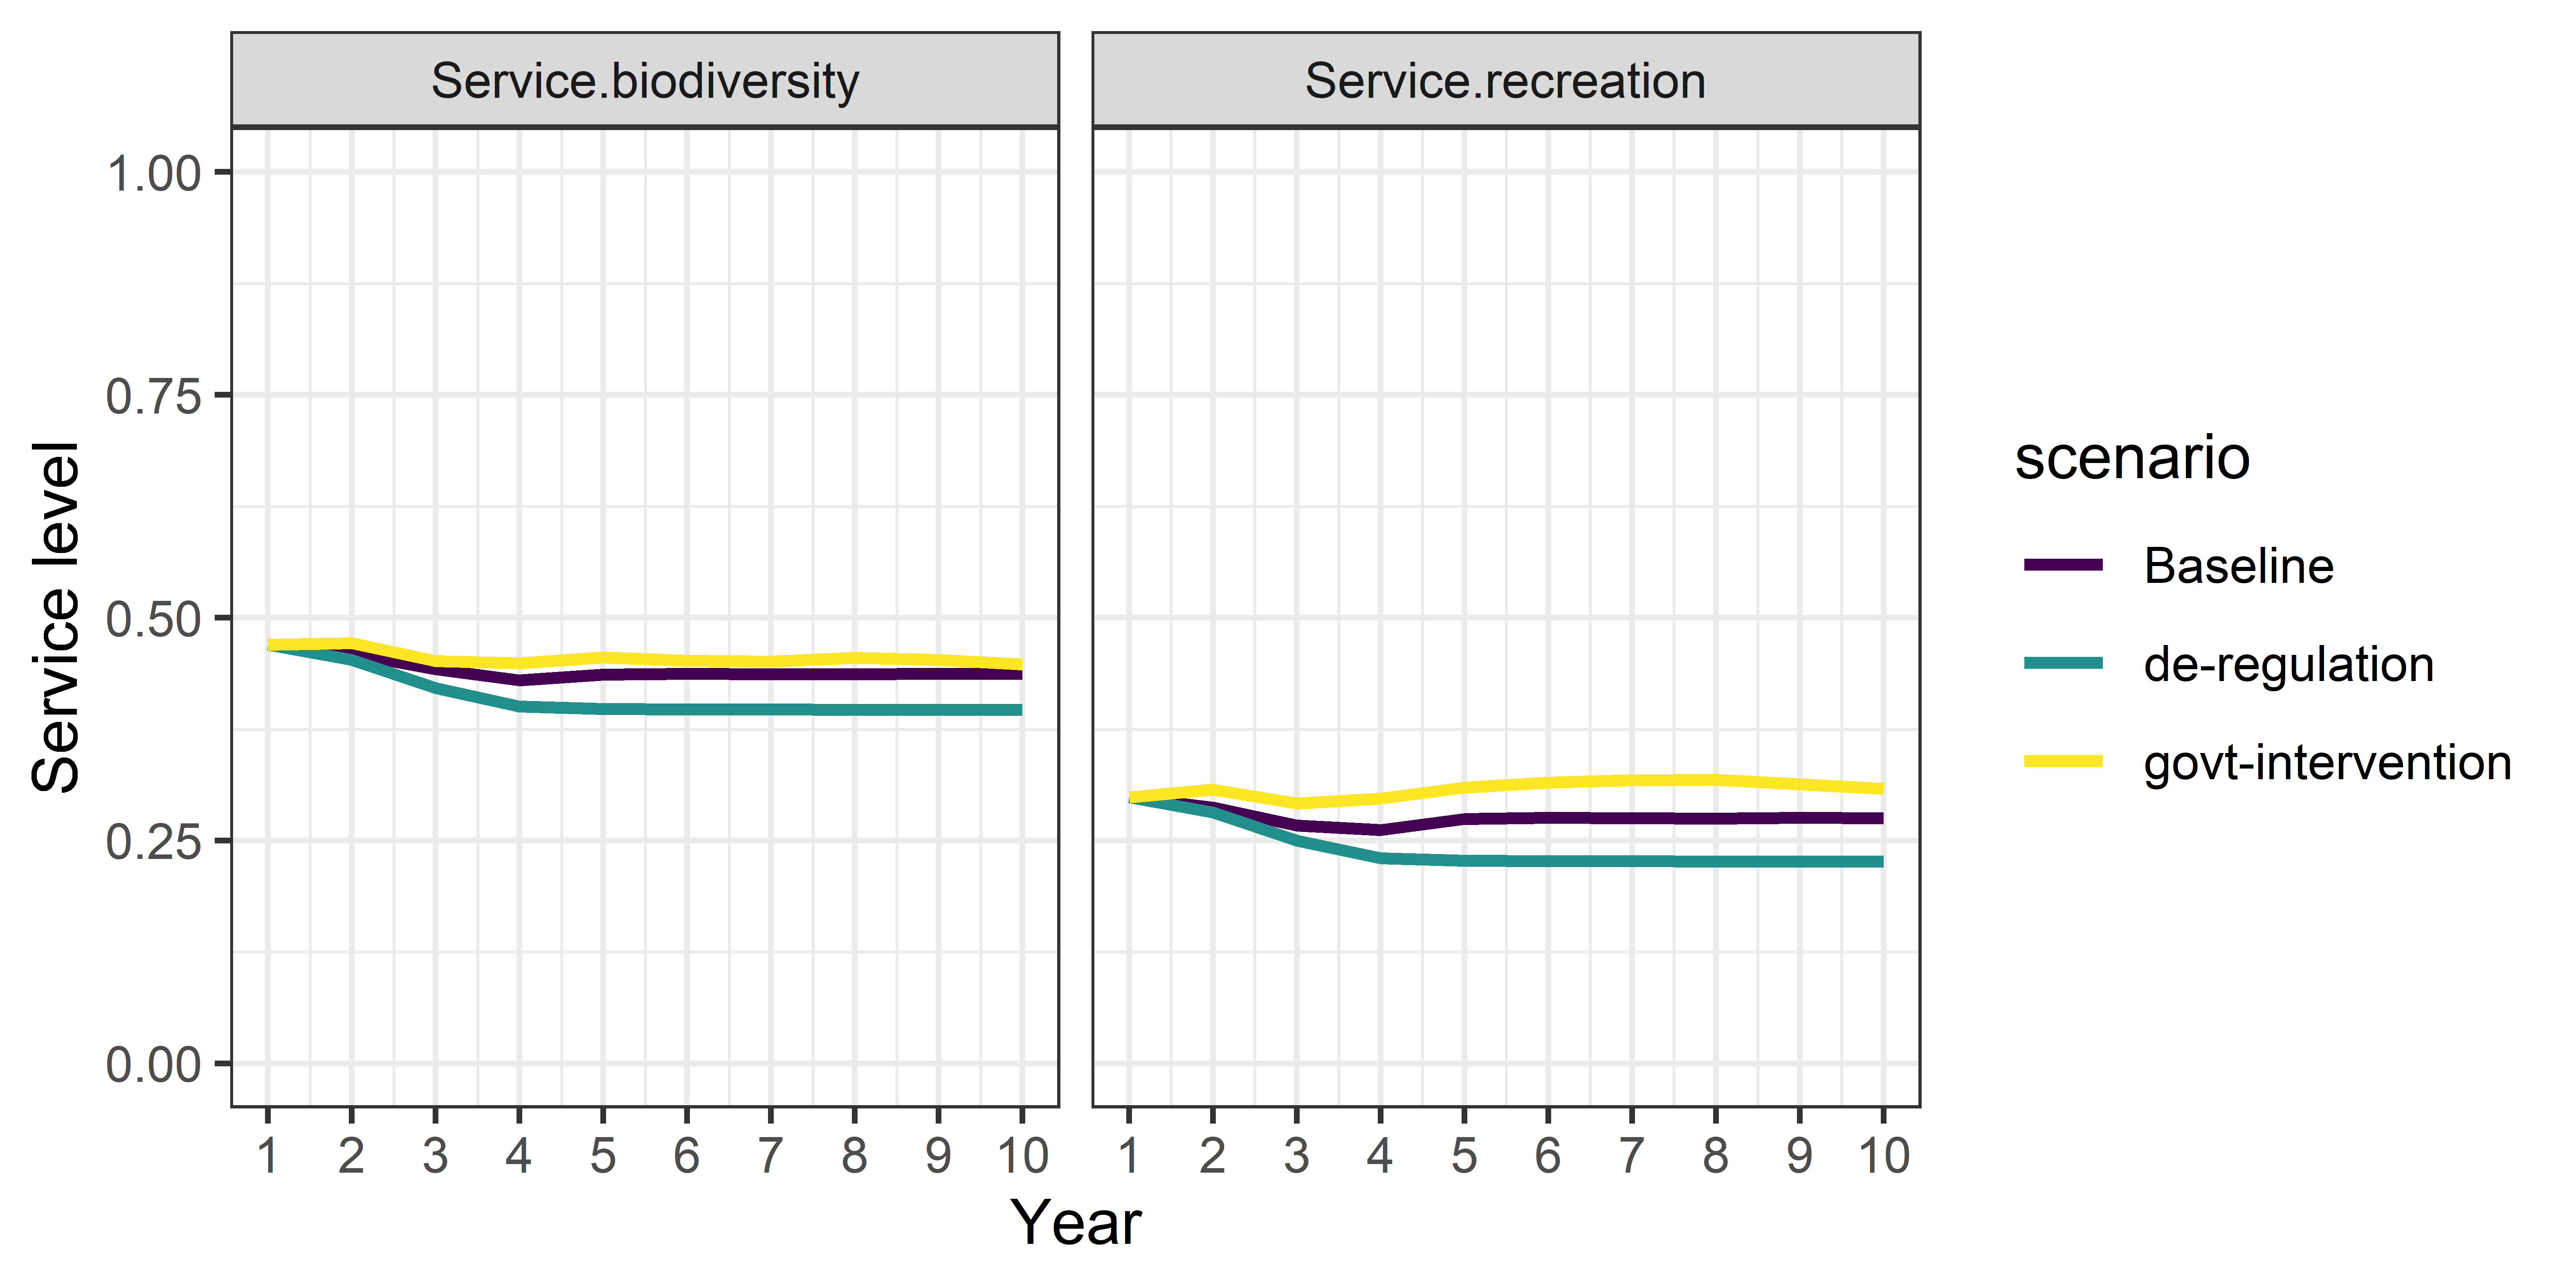 Service.biodiversity Service.recreation
1.00
0.75
0.50
0.25
0.00
Service level
1 2 3 4 5 6 7 8 9 10 1 2 3 4 5 6 7 8 9 10
Year
scenario
Baseline
de-regulation
govt-intervention